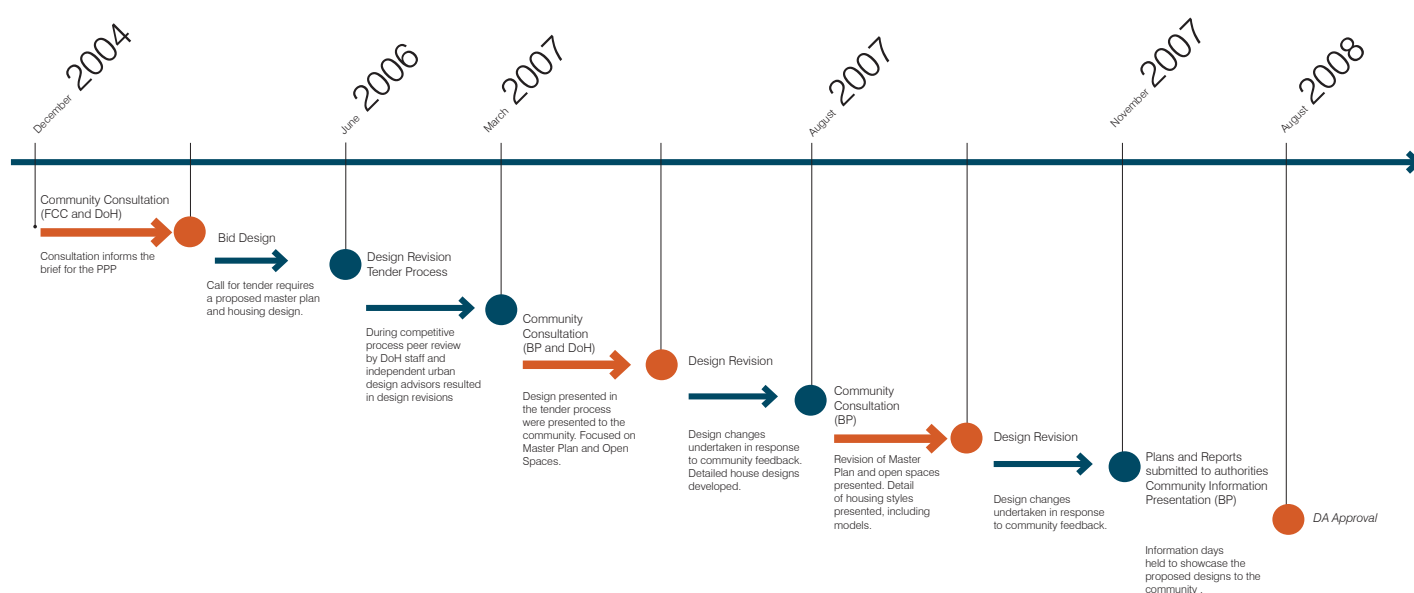 December 2004
June 2006
March 2007
August 2007
November 2007
August 2008
Community Consultation
(FCC and DoH)
Consultation informs the
brief for the PPP
Bid Design
Call for tender requires
a proposed master plan
and housing design.
Design Revision
Tender Process
During competitive
process peer review
by DoH staff and
independent urban
design advisors resulted
in design revisions
Community
Consultation
(BP and DoH)
Design presented in
the tender process
were presented to the
community. Focused on
Master Plan and Open
Spaces.
Design Revision
Design changes
undertaken in response
to community feedback.
Detailed house designs
developed.
Community
Consultation
(BP)
Revision of Master
Plan and open spaces
presented. Detail
of housing styles
presented, including
models.
Design Revision
Design changes
undertaken in response
to community feedback.
Plans and Reports
submitted to authorities
Community Information
Presentation (BP)
Information days
held to showcase the
proposed designs to the
community .
DA Approval